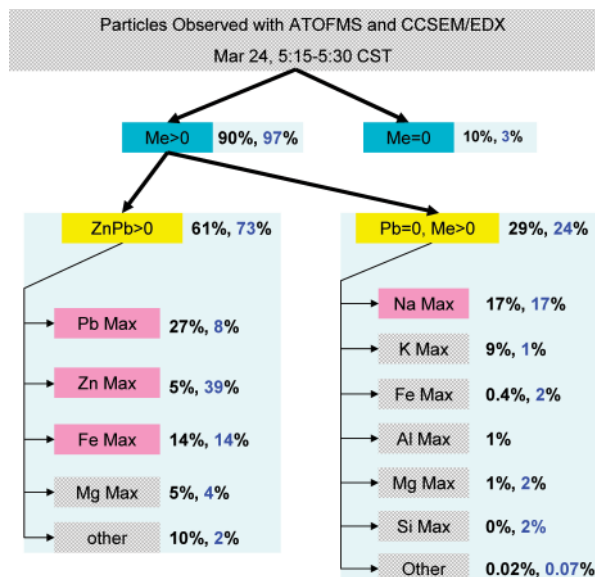 Particles Observed with ATOFMS and CCSEM/EDX
Mar 24, 5:15-5:30 CST
Me>0 90%, 97%
Me=0 10%, 3%
ZnPb>0 61%, 73%
Pb=0, Me>0 29%, 24%
Pb Max 27%, 8%
Zn Max 5%, 39%
Fe Max 14%, 14%
Mg Max 5%, 4%
other 10%, 2%
Na Max 17%, 17%
K Max 9%, 1%
Fe Max 0.4%, 2%
Al Max 1%
Mg Max 1%, 2%
Si Max 0%, 2%
Other 0.02%, 0.07%